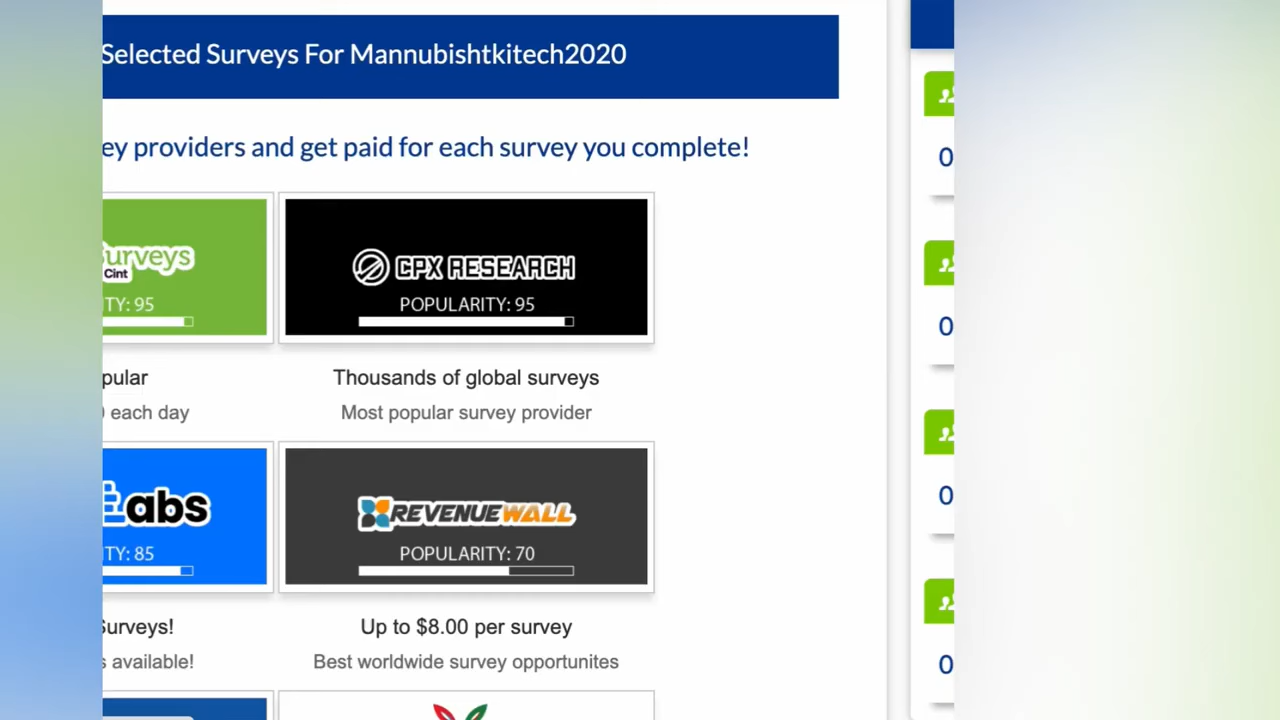 Selected Surveys For Mannubishtkitech2020
ey providers and get paid for each survey you complete!
urveys
Cint
TY: 95
CPX RESEARCH
POPULARITY: 95
pular
Thousands of global surveys
each day
Most popular survey provider
abs
TY: 85
REVENUEWALL
POPULARITY: 70
Surveys!
Up to $8.00 per survey
s available!
Best worldwide survey opportunites
0
0
0
0